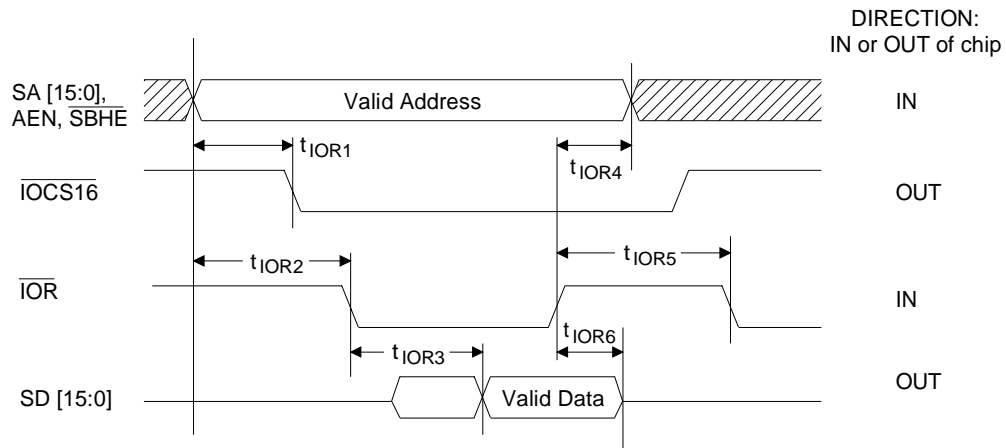 DIRECTION:
IN or OUT of chip
SA [15:0],
AEN, SBHE
Valid Address
IN
tIOR1
tIOR4
IOCS16
OUT
tIOR2
tIOR5
IOR
IN
tIOR3
tIOR6
SD [15:0]
Valid Data
OUT